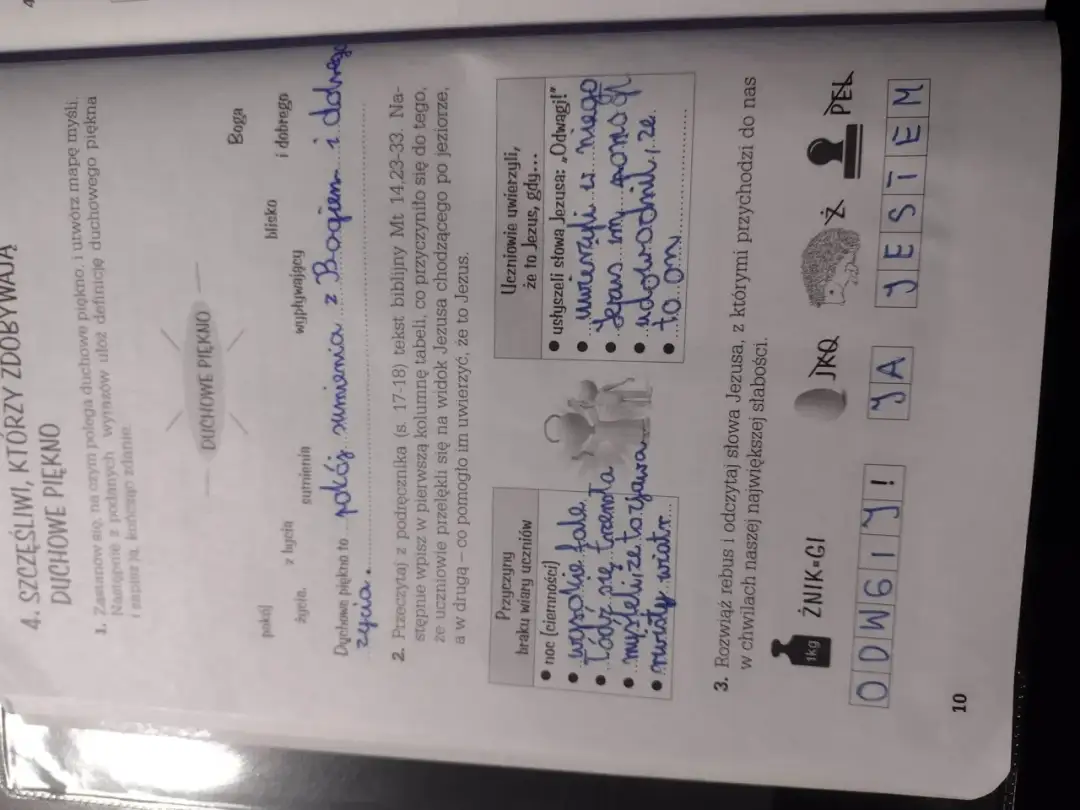 4. SZCZĘŚLIWI, KTÓRZY ZDOBYWAJĄ
DUCHOWE PIĘKNO
1. Zastanów się, na czym polega duchowe piękno, i utwórz mapę myśli.
Następnie z podanych wyrazów ułóż definicję duchowego piękna
i zapisz ją, kończąc zdanie.
DUCHOWE PIĘKNO
Boga
pokój
z bycia
sumienia
wypływający
blisko
i dobrego
życia.
Duchowe piękno to pokój sumienia z Bogiem i dobrego
życia.
2. Przeczytaj z podręcznika (s. 17-18) tekst biblijny Mt 14,23-33. Na-
stępnie wpisz w pierwszą kolumnę tabeli, co przyczyniło się do tego,
że uczniowie przelękli się na widok Jezusa chodzącego po jeziorze,
a w drugą – co pomogło im uwierzyć, że to Jezus.
Przyczyny
braku wiary uczniów
• noc (ciemności)
• wysokie fale
• łódź się
• myśleli że to zjawa
• wiatr
Uczniowie uwierzyli,
że to Jezus, gdy...
• usłyszeli słowa Jezusa: „Odwagi!"
• uwierzyli w niego
• Jezus im pomógł
• udowodnił, że
• to on
3. Rozwiąż rebus i odczytaj słowa Jezusa, z którymi przychodzi do nas
w chwilach naszej największej słabości.
1kg ŻNIK=GI JKO Ż PEL
ODWGIY! JA JESTEM
10